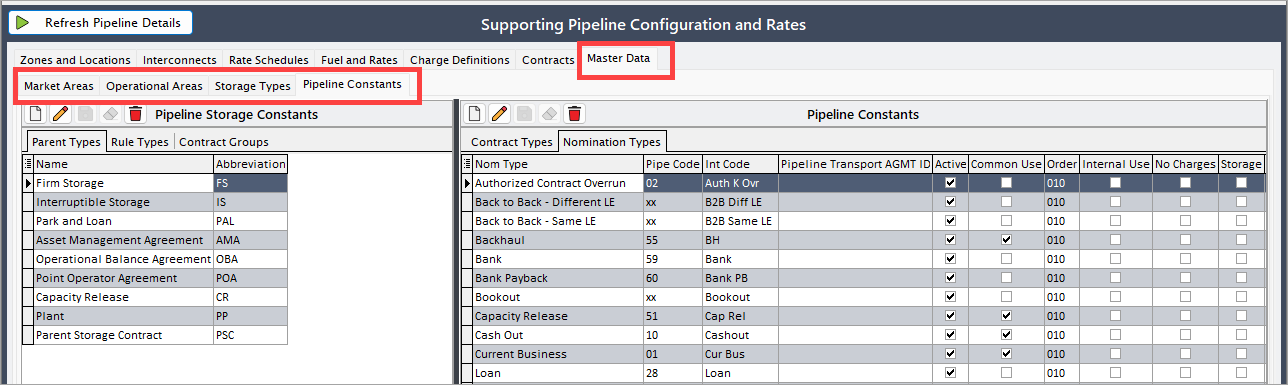 Refresh Pipeline Details
Supporting Pipeline Configuration and Rates
Zones and Locations Interconnects Rate Schedules Fuel and Rates Charge Definitions Contracts Master Data
Market Areas Operational Areas Storage Types Pipeline Constants
Pipeline Storage Constants
Parent Types Rule Types Contract Groups
Name Abbreviation
Firm Storage FS
Interruptible Storage IS
Park and Loan PAL
Asset Management Agreement AMA
Operational Balance Agreement OBA
Point Operator Agreement POA
Capacity Release CR
Plant PP
Parent Storage Contract PSC
Pipeline Constants
Contract Types Nomination Types
Nom Type Pipe Code Int Code Pipeline Transport AGMT ID Active Common Use Order Internal Use No Charges Storage
Authorized Contract Overrun 02 Auth K Ovr 010
Back to Back - Different LE xx B2B Diff LE 010
Back to Back - Same LE xx B2B Same LE 010
Backhaul 55 BH 010
Bank 59 Bank 010
Bank Payback 60 Bank PB 010
Bookout xx Bookout 010
Capacity Release 51 Cap Rel 010
Cash Out 10 Cashout 010
Current Business 01 Cur Bus 010
Loan 28 Loan 010